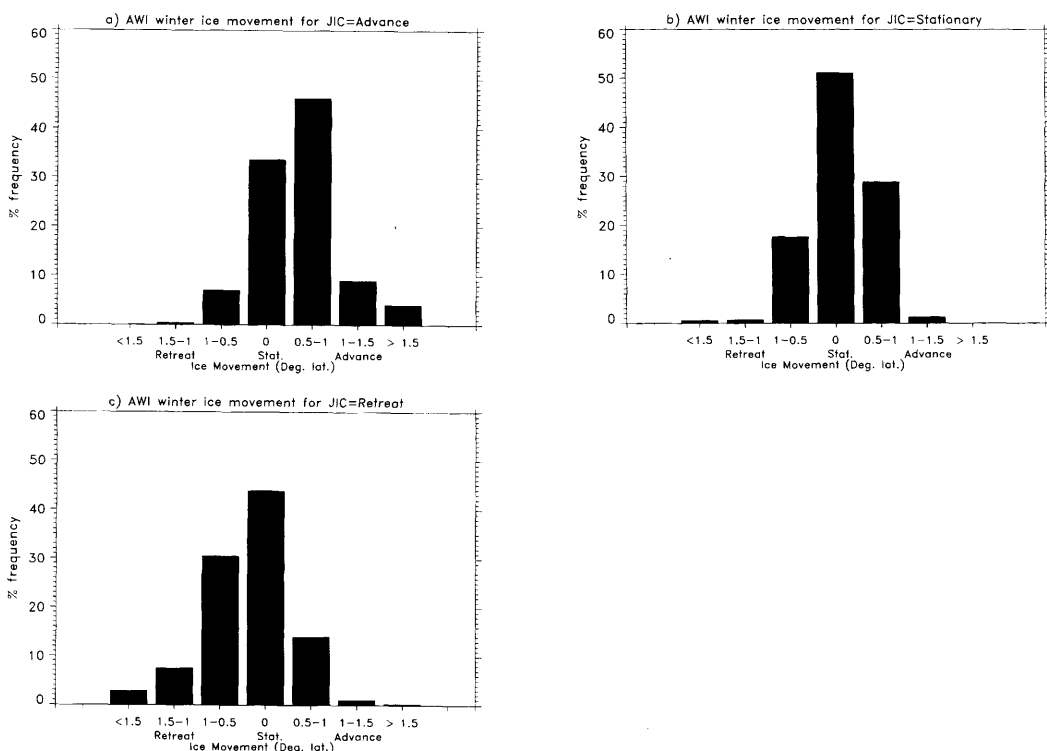 a) AWI winter ice movement for JIC=Advance
60
50
40
30
20
10
0
% frequency
<1.5 1.5-1 1-0.5 0 0.5-1 1-1.5 > 1.5
Retreat Stat. Advance
Ice Movement (Deg. lat.)
b) AWI winter ice movement for JIC=Stationary
60
50
40
30
20
10
0
% frequency
<1.5 1.5-1 1-0.5 0 0.5-1 1-1.5 > 1.5
Retreat Stat. Advance
Ice Movement (Deg. lat.)
c) AWI winter ice movement for JIC=Retreat
60
50
40
30
20
10
0
% frequency
<1.5 1.5-1 1-0.5 0 0.5-1 1-1.5 > 1.5
Retreat Stat. Advance
Ice Movement (Deg. lat.)